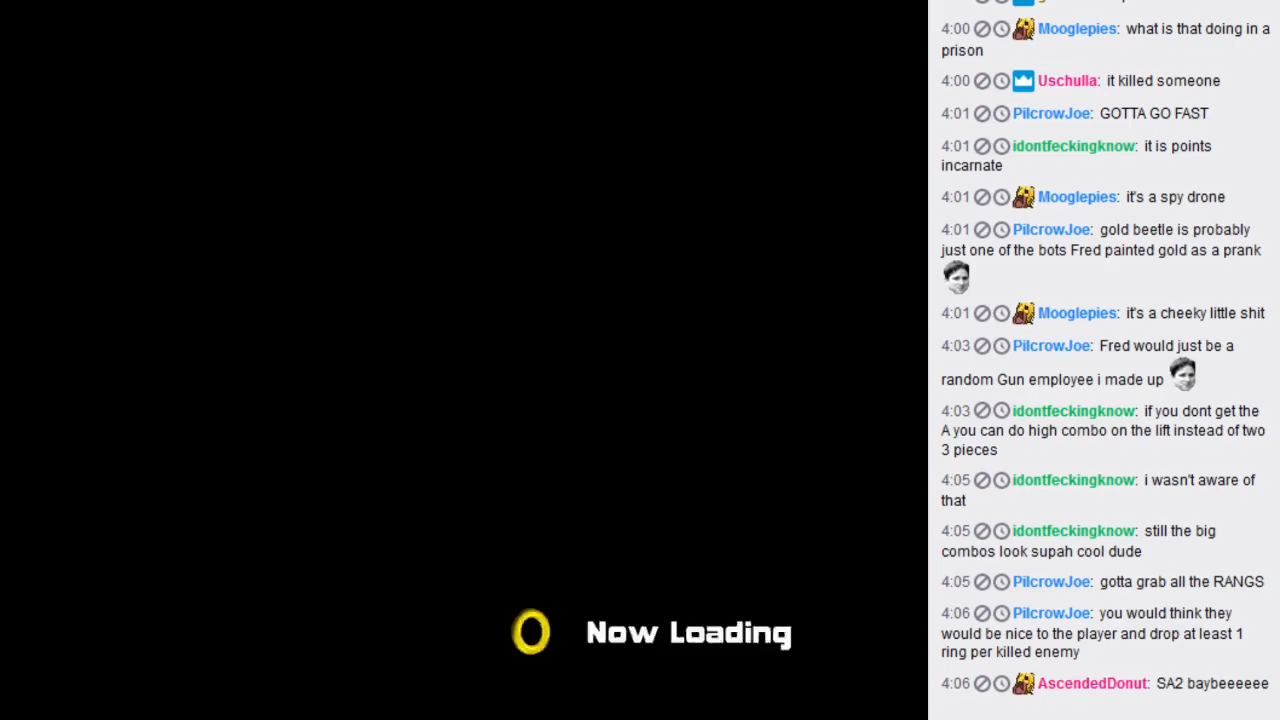 4:00 Mooglepies: what is that doing in a
prison
4:00 Uschulla: it killed someone
4:01 PilcrowJoe: GOTTA GO FAST
4:01 idontfeckingknow: it is points
incarnate
4:01 Mooglepies: it's a spy drone
4:01 PilcrowJoe: gold beetle is probably
just one of the bots Fred painted gold as a prank
4:01 Mooglepies: it's a cheeky little shit
4:03 PilcrowJoe: Fred would just be a
random Gun employee i made up
4:03 idontfeckingknow: if you dont get the
A you can do high combo on the lift instead of two
3 pieces
4:05 idontfeckingknow: i wasn't aware of
that
4:05 idontfeckingknow: still the big
combos look supah cool dude
4:05 PilcrowJoe: gotta grab all the RANGS
4:06 PilcrowJoe: you would think they
would be nice to the player and drop at least 1
ring per killed enemy
4:06 AscendedDonut: SA2 baybeeeeee
Now Loading